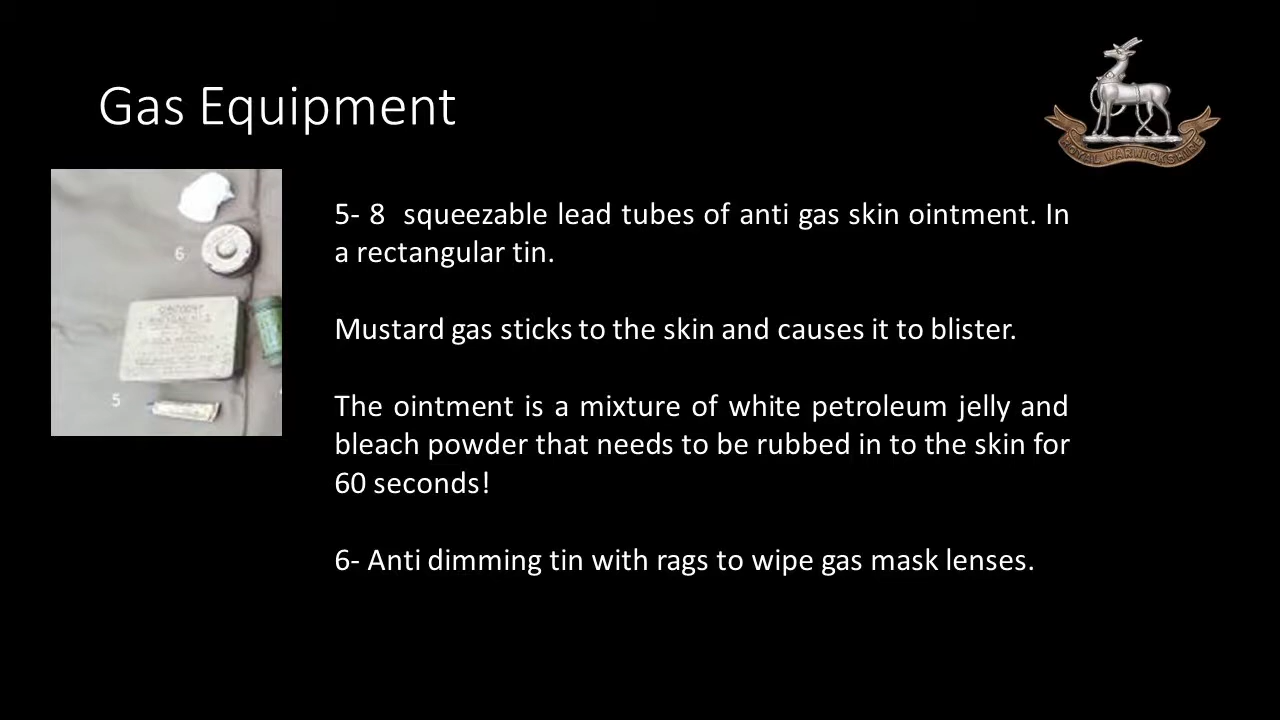 Gas Equipment
ROYAL WARWICKSHIRE
6
5
5- 8 squeezable lead tubes of anti gas skin ointment. In
a rectangular tin.
Mustard gas sticks to the skin and causes it to blister.
The ointment is a mixture of white petroleum jelly and
bleach powder that needs to be rubbed in to the skin for
60 seconds!
6- Anti dimming tin with rags to wipe gas mask lenses.